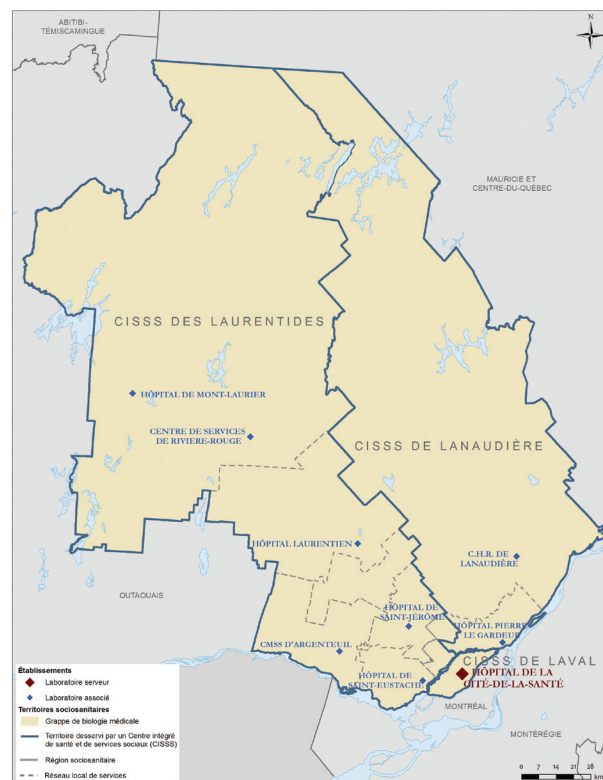 ABITIBI-
TÉMISCAMINGUE
N
MAURICIE ET
CENTRE-DU-QUÉBEC
CISSS DES LAURENTIDES
HÔPITAL DE MONT-LAURIER
CENTRE DE SERVICES
DE RIVIERE-ROUGE
CISSS DE LANAUDIÈRE
HÔPITAL LAURENTIEN
C.H.R. DE
LANAUDIÈRE
OUTAOUAIS
HÔPITAL DE
SAINT-JÉRÔME
HÔPITAL PIERRE
LE GARDEUR
CMSS D'ARGENTEUIL
CISSS DE LAVAL
HÔPITAL DE LA
CITÉ-DE-LA-SANTÉ
HÔPITAL DE
SAINT-EUSTACHE
MONTRÉAL
MONTÉRÉGIE
Établissements
Laboratoire serveur
Laboratoire associé
Territoires sociosanitaires
Grappe de biologie médicale
Territoire desservi par un Centre intégré
de santé et de services sociaux (CISSS)
Région sociosanitaire
Réseau local de services
0 7 14 21 28
km